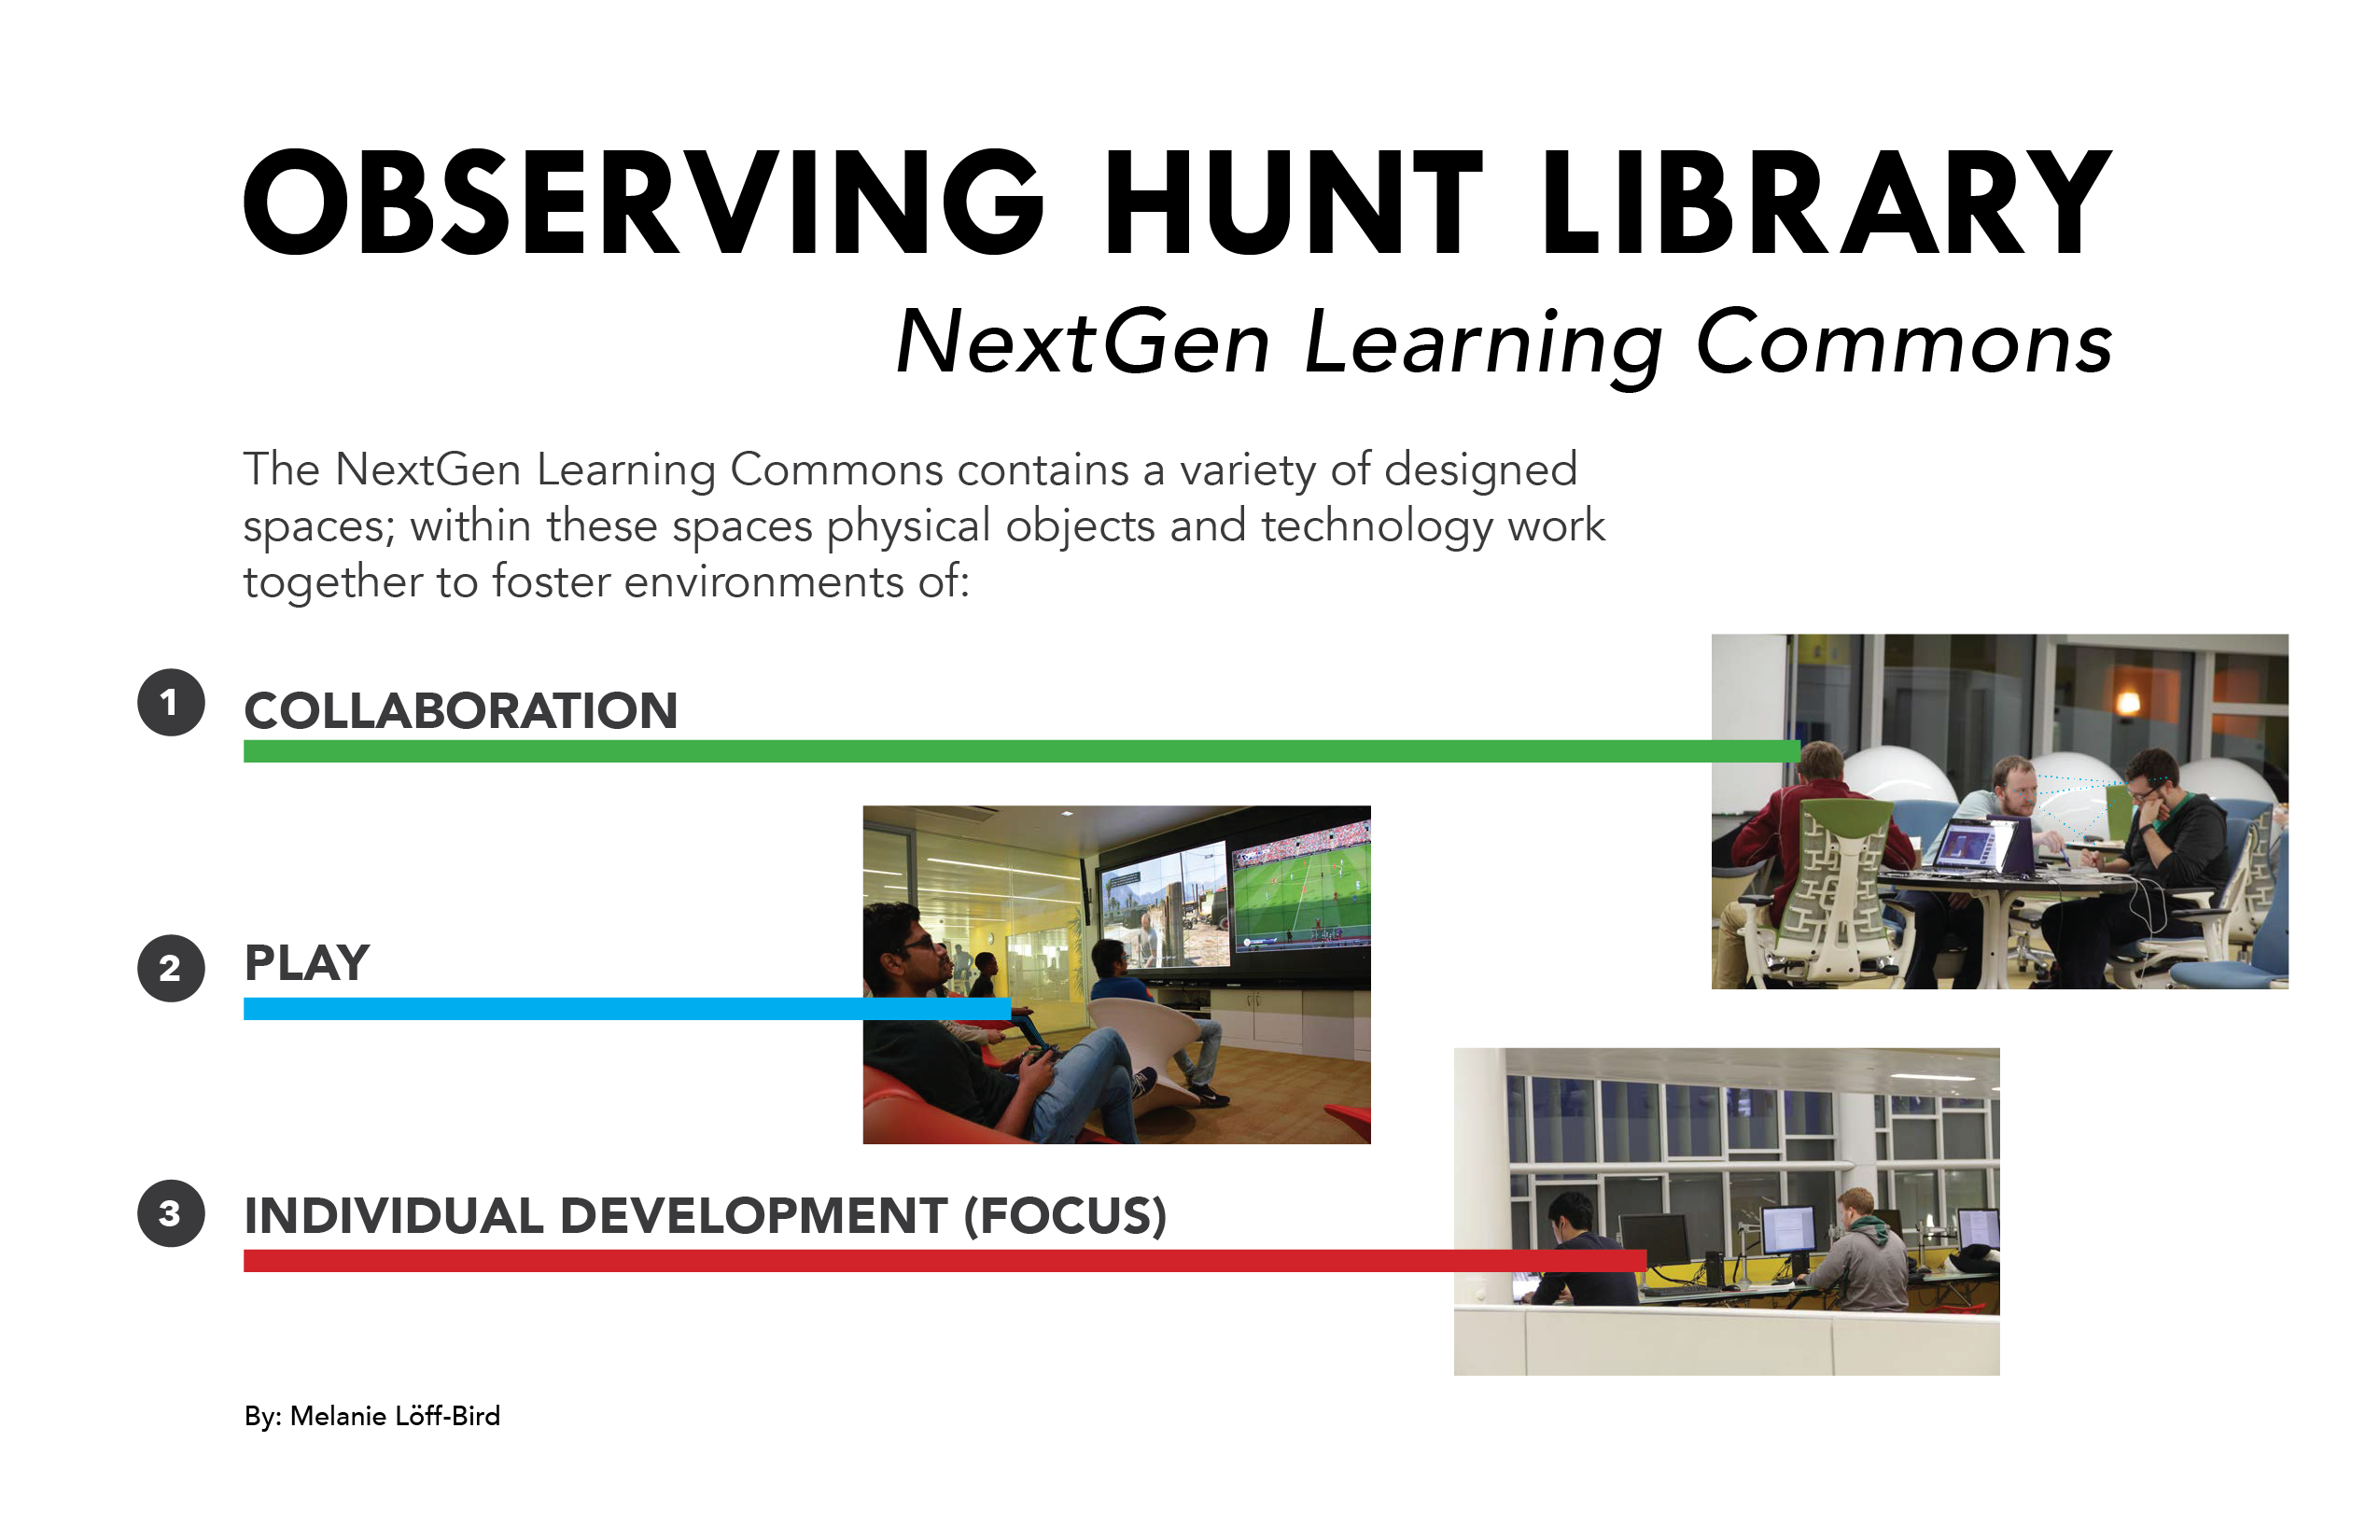 OBSERVING HUNT LIBRARY
NextGen Learning Commons
The NextGen Learning Commons contains a variety of designed
spaces; within these spaces physical objects and technology work
together to foster environments of:
1 COLLABORATION
2 PLAY
3 INDIVIDUAL DEVELOPMENT (FOCUS)
By: Melanie Löff-Bird